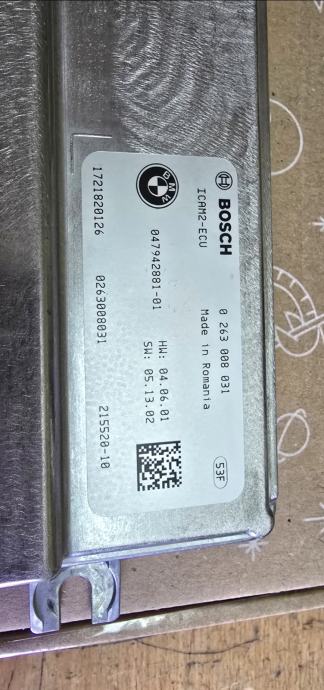 BOSCH
ICAM2-ECU
0 263 008 031
Made in Romania
53F
BMW
047942881-01
HW: 04.06.01
SW: 05.13.02
1721820126
0263008031
215520-10